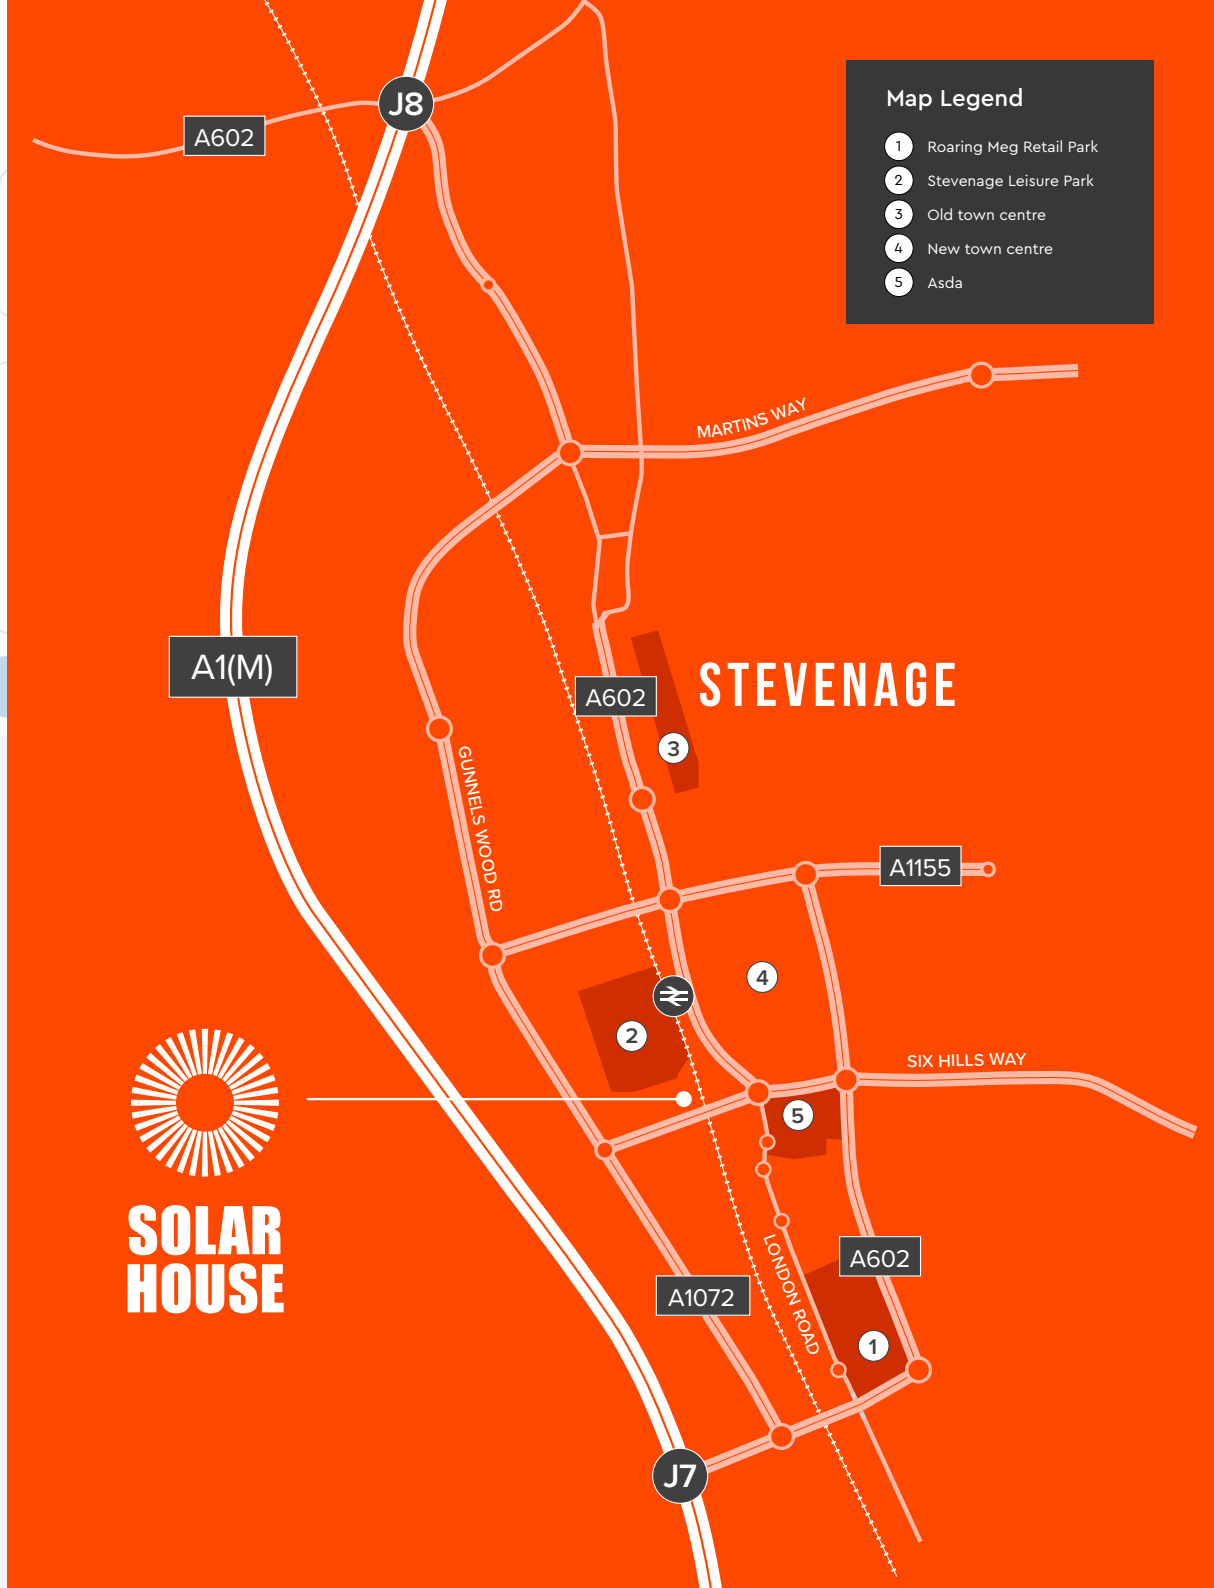 J8
A602
Map Legend
1 Roaring Meg Retail Park
2 Stevenage Leisure Park
3 Old town centre
4 New town centre
5 Asda
MARTINS WAY
A1(M)
A602
STEVENAGE
3
GUNNELS WOOD RD
A1155
4
2
SIX HILLS WAY
5
SOLAR
HOUSE
LONDON ROAD
A602
A1072
1
J7